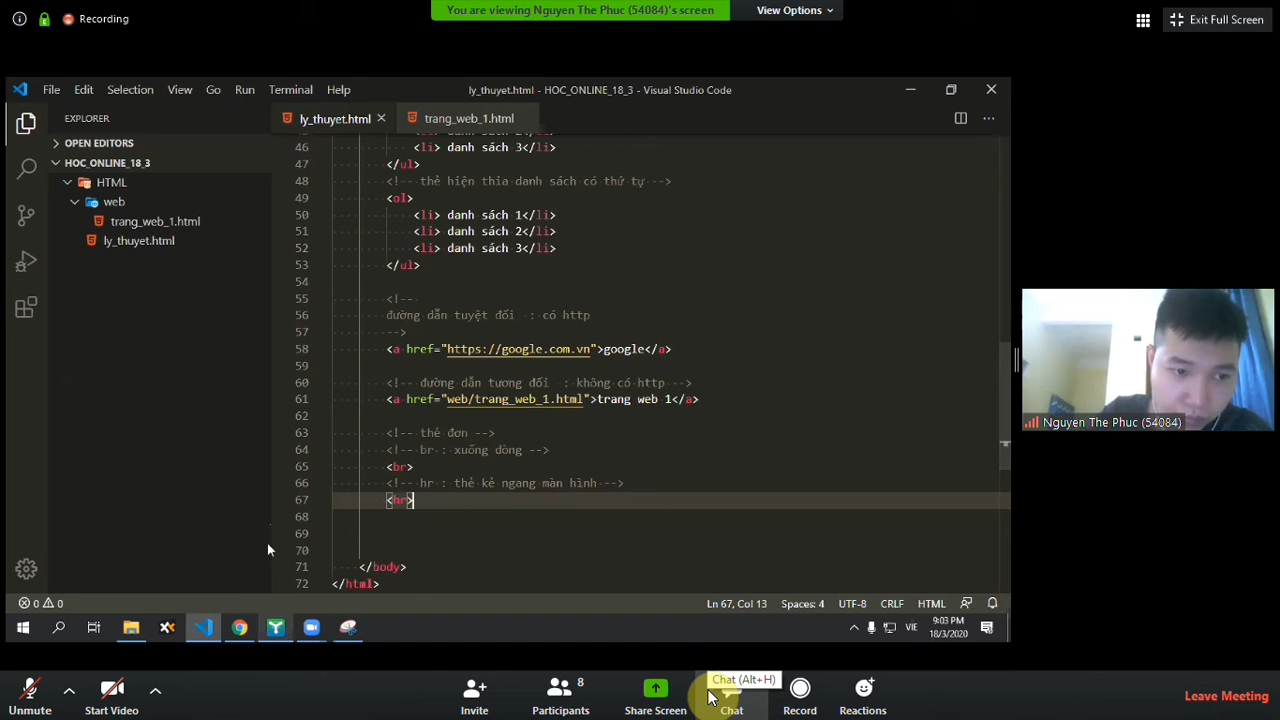 Recording
You are viewing Nguyen The Phuc (54084)'s screen
View Options
Exit Full Screen
File Edit Selection View Go Run Terminal Help
ly_thuyet.html - HOC_ONLINE_18_3 - Visual Studio Code
EXPLORER
ly_thuyet.html
trang_web_1.html
OPEN EDITORS
HOC_ONLINE_18_3
HTML
web
trang_web_1.html
ly_thuyet.html
46 <li> danh sách 3</li>
47 </ul>
48 <!-- thẻ hiện thia danh sách có thứ tự -->
49 <ol>
50 <li> danh sách 1</li>
51 <li> danh sách 2</li>
52 <li> danh sách 3</li>
53 </ul>
54
55 <!--
56 đường dẫn tuyệt đối : có http
57 -->
58 <a href="https://google.com.vn">google</a>
59
60 <!-- đường dẫn tương đối : không có http -->
61 <a href="web/trang_web_1.html">trang web 1</a>
62
63 <!-- thẻ đơn -->
64 <!-- br : xuống dòng -->
65 <br>
66 <!-- hr : thẻ kẻ ngang màn hình -->
67 <hr>
68
69
70
71 </body>
72 </html>
0 0
Ln 67, Col 13 Spaces: 4 UTF-8 CRLF HTML
VIE
9:03 PM
18/3/2020
Nguyen The Phuc (54084)
Chat (Alt+H)
8
Unmute
Start Video
Invite
Participants
Share Screen
Chat
Record
Reactions
Leave Meeting